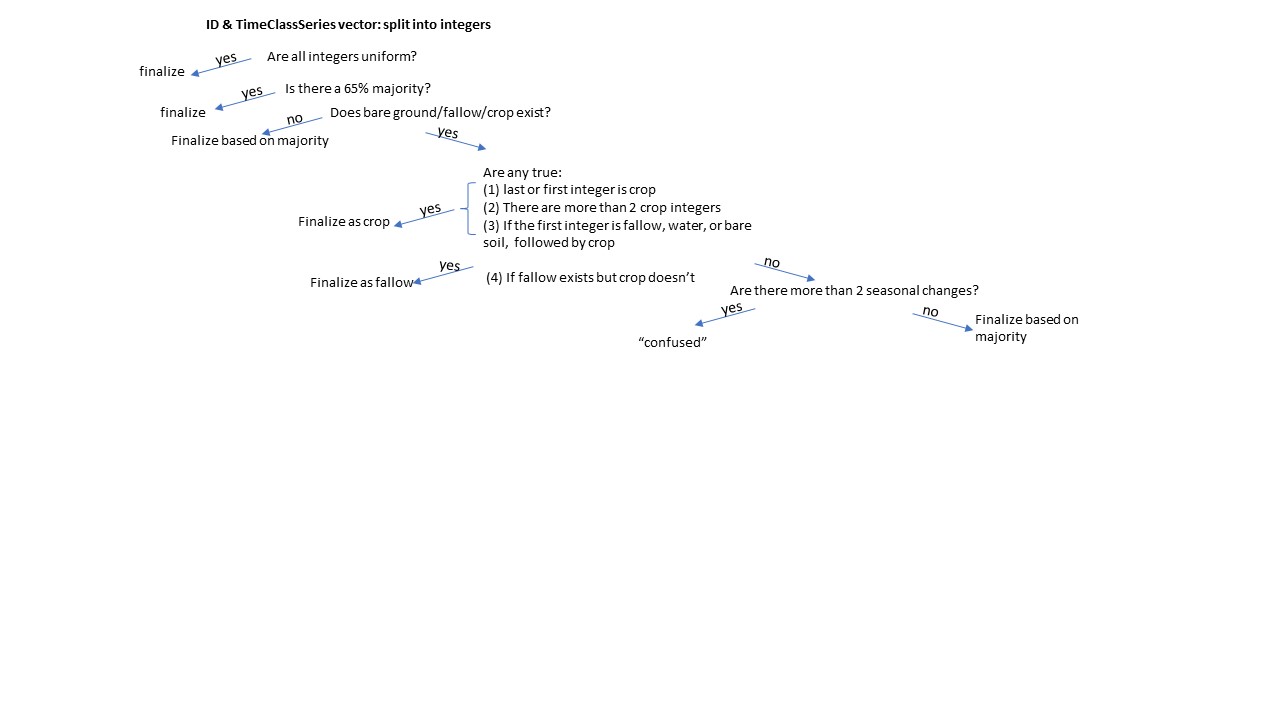 ID & TimeClassSeries vector: split into integers
yes
Are all integers uniform?
finalize
yes
Is there a 65% majority?
finalize
no
Does bare ground/fallow/crop exist?
Finalize based on majority
yes
Are any true:
(1) last or first integer is crop
(2) There are more than 2 crop integers
(3) If the first integer is fallow, water, or bare
soil, followed by crop
yes
Finalize as crop
yes
(4) If fallow exists but crop doesn’t
Finalize as fallow
no
Are there more than 2 seasonal changes?
yes
no
“confused”
Finalize based on
majority